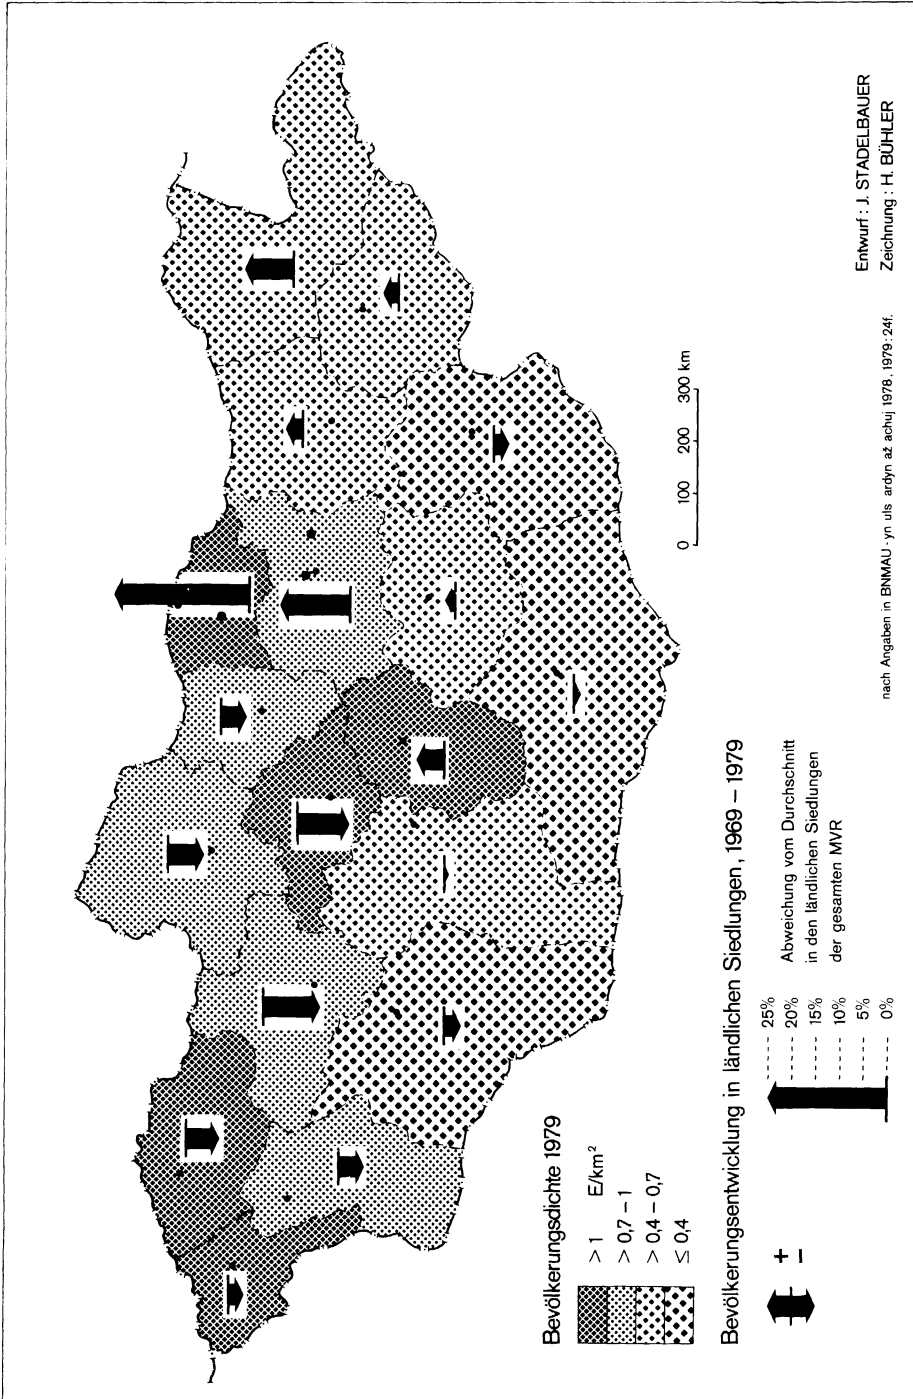 Bevölkerungsdichte 1979
> 1 E/km²
> 0,7 – 1
> 0,4 – 0,7
≤ 0,4
Bevölkerungsentwicklung in ländlichen Siedlungen, 1969 – 1979
+
–
25%
20%
15%
10%
5%
0%
Abweichung vom Durchschnitt
in den ländlichen Siedlungen
der gesamten MVR
0 100 200 300 km
nach Angaben in BNMAU - yn uls ardyn až achuj 1978, 1979: 24f.
Entwurf : J. STADELBAUER
Zeichnung : H. BÜHLER